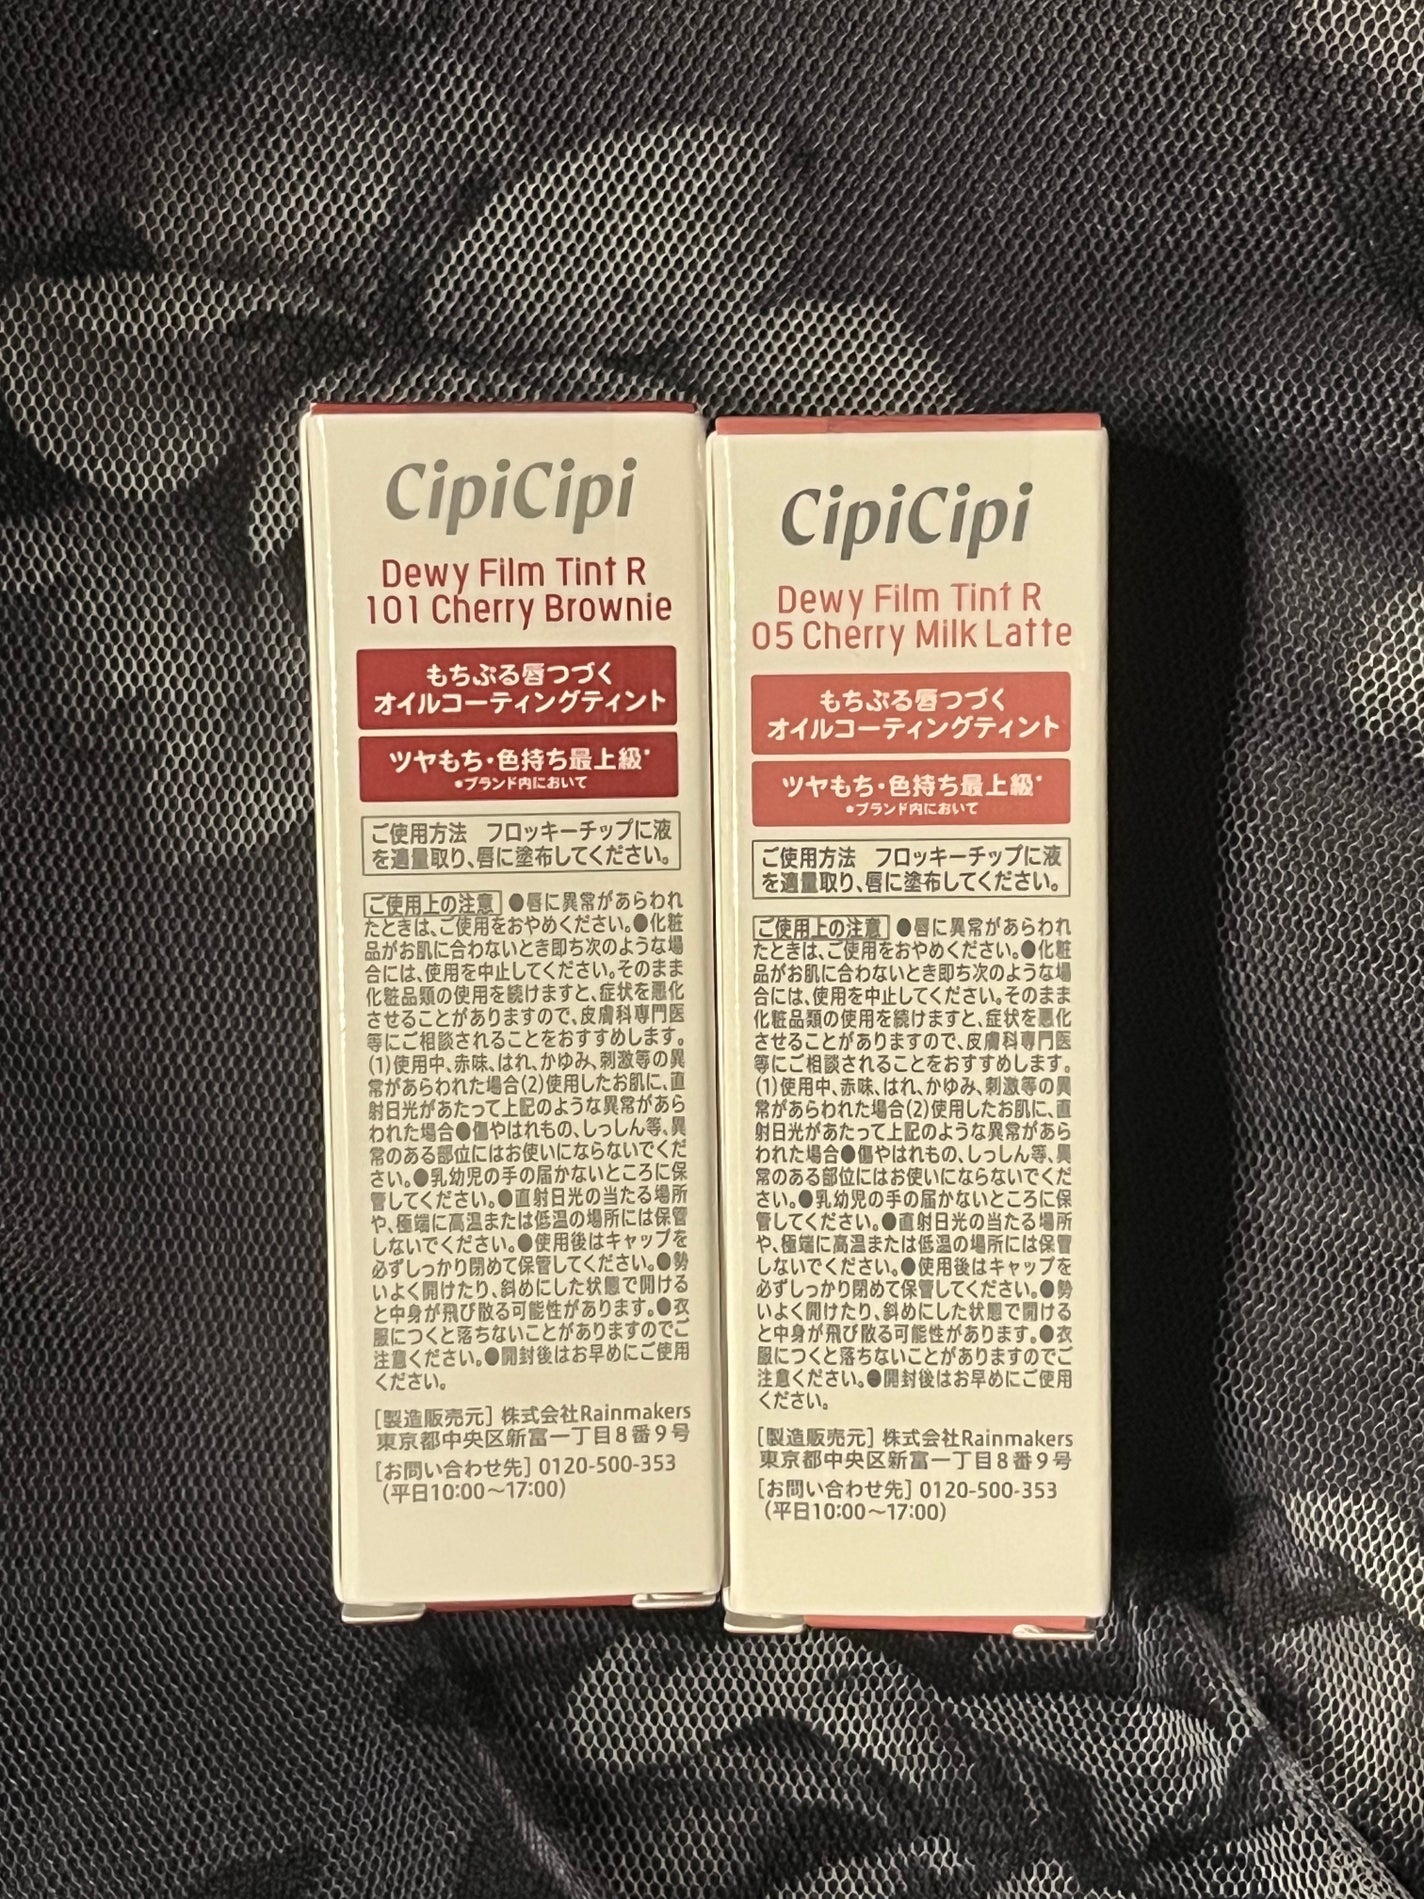 CipiCipi
Dewy Film Tint R
101 Cherry Brownie
もちぷる唇つづく
オイルコーティングティント
ツヤもち・色持ち最上級*
*ブランド内において
ご使用方法　フロッキーチップに液
を適量取り、唇に塗布してください。
ご使用上の注意 ●唇に異常があらわれ
たときは、ご使用をおやめください。●化粧
品がお肌に合わないとき即ち次のような場
合には、使用を中止してください。そのまま
化粧品類の使用を続けますと、症状を悪化
させることがありますので、皮膚科専門医
等にご相談されることをおすすめします。
(1)使用中、赤味、はれ、かゆみ、刺激等の異
常があらわれた場合(2)使用したお肌に、直
射日光があたって上記のような異常があら
われた場合●傷やはれもの、しっしん等、異
常のある部位にはお使いにならないでくだ
さい。●乳幼児の手の届かないところに保
管してください。●直射日光の当たる場所
や、極端に高温または低温の場所には保管
しないでください。●使用後はキャップを
必ずしっかり閉めて保管してください。●勢
いよく開けたり、斜めにした状態で開ける
と中身が飛び散る可能性があります。●衣
服につくと落ちないことがありますのでご
注意ください。●開封後はお早めにご使用
ください。
[製造販売元] 株式会社Rainmakers
東京都中央区新富一丁目8番9号
[お問い合わせ先] 0120-500-353
(平日10:00〜17:00)
CipiCipi
Dewy Film Tint R
05 Cherry Milk Latte
もちぷる唇つづく
オイルコーティングティント
ツヤもち・色持ち最上級*
*ブランド内において
ご使用方法　フロッキーチップに液
を適量取り、唇に塗布してください。
ご使用上の注意 ●唇に異常があらわれ
たときは、ご使用をおやめください。●化粧
品がお肌に合わないとき即ち次のような場
合には、使用を中止してください。そのまま
化粧品類の使用を続けますと、症状を悪化
させることがありますので、皮膚科専門医
等にご相談されることをおすすめします。
(1)使用中、赤味、はれ、かゆみ、刺激等の異
常があらわれた場合(2)使用したお肌に、直
射日光があたって上記のような異常があら
われた場合●傷やはれもの、しっしん等、異
常のある部位にはお使いにならないでくだ
さい。●乳幼児の手の届かないところに保
管してください。●直射日光の当たる場所
や、極端に高温または低温の場所には保管
しないでください。●使用後はキャップを
必ずしっかり閉めて保管してください。●勢
いよく開けたり、斜めにした状態で開ける
と中身が飛び散る可能性があります。●衣
服につくと落ちないことがありますのでご
注意ください。●開封後はお早めにご使用
ください。
[製造販売元] 株式会社Rainmakers
東京都中央区新富一丁目8番9号
[お問い合わせ先] 0120-500-353
(平日10:00〜17:00)